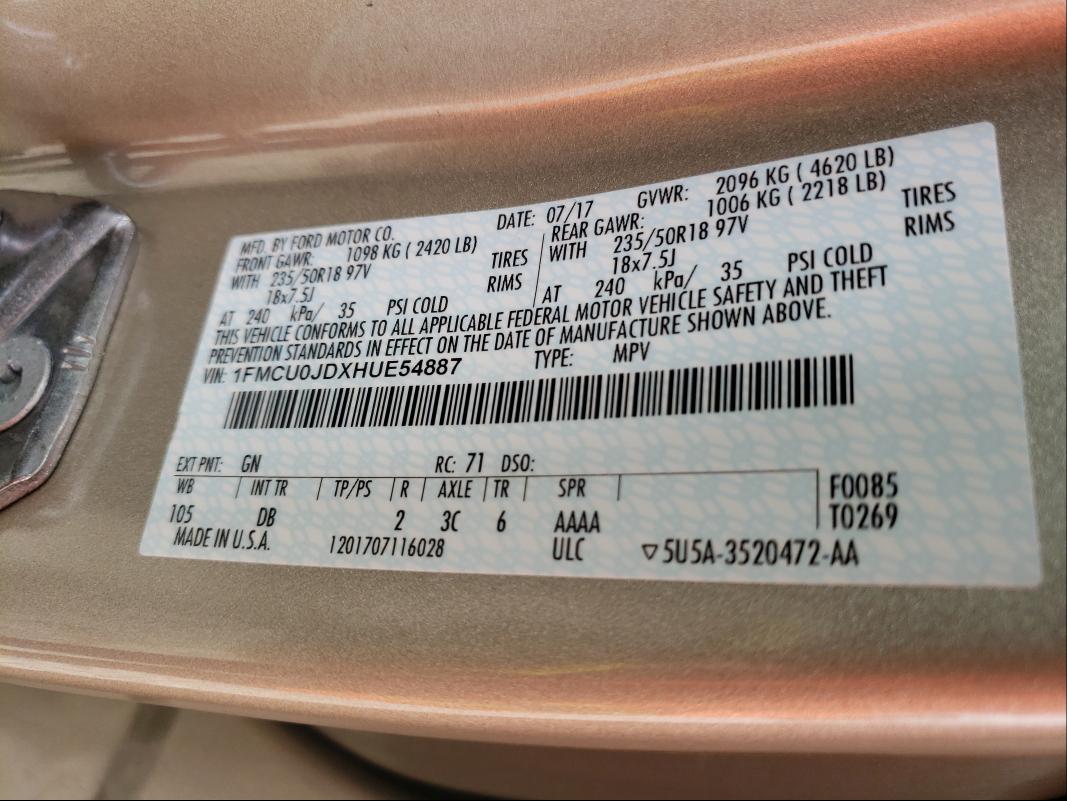 MFD. BY FORD MOTOR CO.
DATE: 07/17
GVWR: 2096 KG ( 4620 LB)
FRONT GAWR: 1098 KG ( 2420 LB)
WITH 235/50R18 97V TIRES
18x7.5J RIMS
AT 240 kPa/ 35 PSI COLD
REAR GAWR: 1006 KG ( 2218 LB)
WITH 235/50R18 97V TIRES
18x7.5J RIMS
AT 240 kPa/ 35 PSI COLD
THIS VEHICLE CONFORMS TO ALL APPLICABLE FEDERAL MOTOR VEHICLE SAFETY AND THEFT
PREVENTION STANDARDS IN EFFECT ON THE DATE OF MANUFACTURE SHOWN ABOVE.
VIN: 1FMCU0JDXHUE54887 TYPE: MPV
EXT PNT: GN RC: 71 DSO:
WB INT TR TP/PS R AXLE TR SPR F0085
105 DB 2 3C 6 AAAA T0269
MADE IN U.S.A. 1201707116028 ULC ▽5U5A-3520472-AA